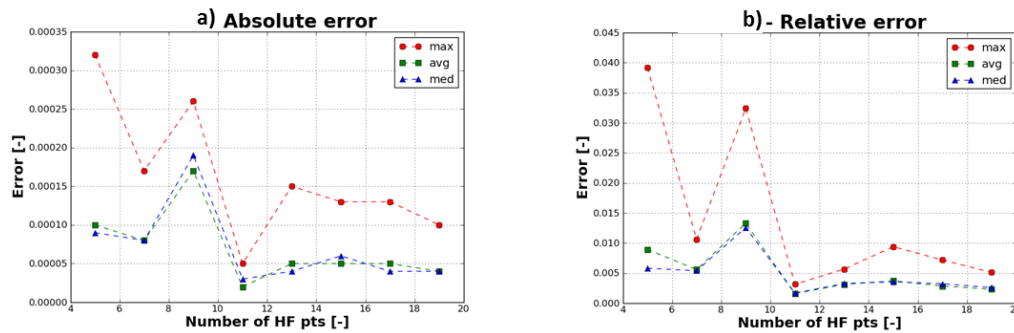 a) Absolute error
0.00035
0.00030
0.00025
0.00020
0.00015
0.00010
0.00005
0.00000
Error [-]
max
avg
med
4 6 8 10 12 14 16 18 20
Number of HF pts [-]
b) - Relative error
0.045
0.040
0.035
0.030
0.025
0.020
0.015
0.010
0.005
0.000
Error [-]
max
avg
med
4 6 8 10 12 14 16 18 2
Number of HF pts [-]